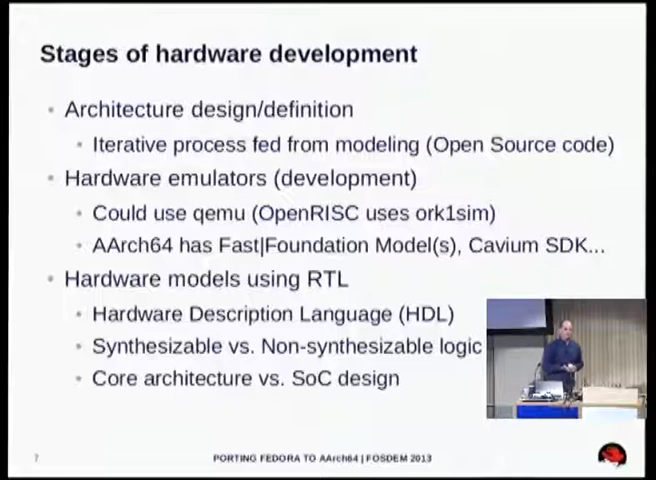 Stages of hardware development
Architecture design/definition
Iterative process fed from modeling (Open Source code)
Hardware emulators (development)
Could use qemu (OpenRISC uses ork1sim)
AArch64 has Fast|Foundation Model(s), Cavium SDK...
Hardware models using RTL
Hardware Description Language (HDL)
Synthesizable vs. Non-synthesizable logic
Core architecture vs. SoC design
7
PORTING FEDORA TO AArch64 | FOSDEM 2013